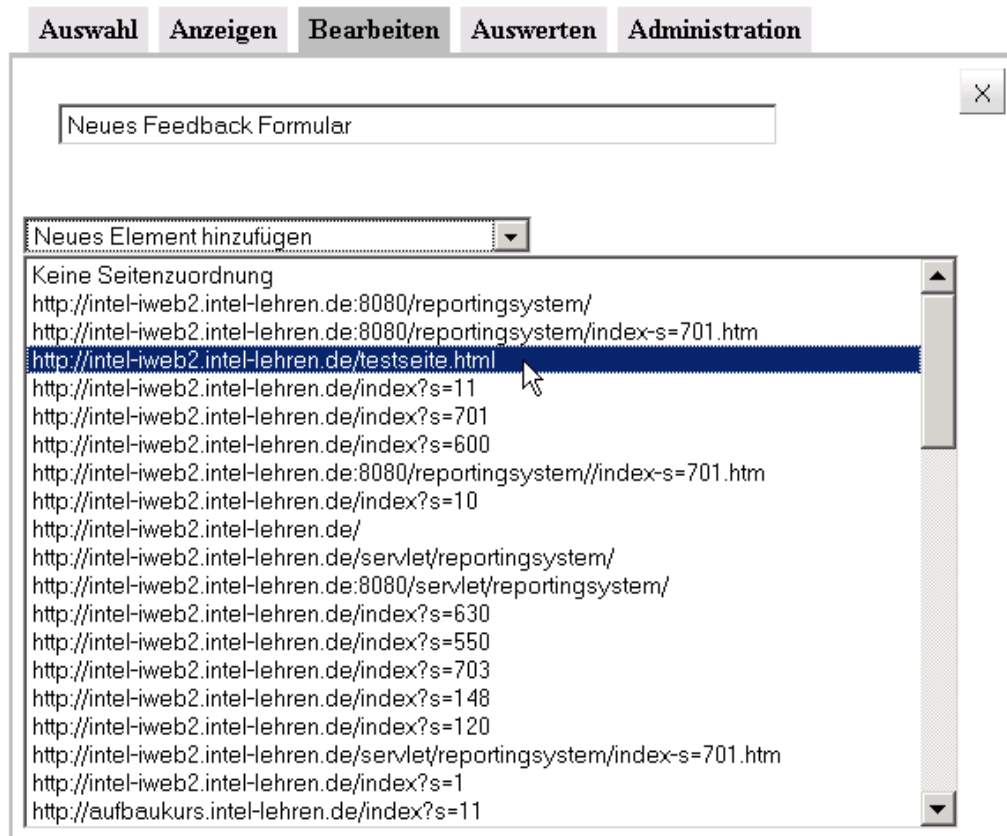 Auswahl Anzeigen Bearbeiten Auswerten Administration
X
Neues Feedback Formular
Neues Element hinzufügen
Keine Seitenzuordnung
http://intel-iweb2.intel-lehren.de:8080/reportingsystem/
http://intel-iweb2.intel-lehren.de:8080/reportingsystem/index-s=701.htm
http://intel-iweb2.intel-lehren.de/testseite.html
http://intel-iweb2.intel-lehren.de/index?s=11
http://intel-iweb2.intel-lehren.de/index?s=701
http://intel-iweb2.intel-lehren.de/index?s=600
http://intel-iweb2.intel-lehren.de:8080/reportingsystem//index-s=701.htm
http://intel-iweb2.intel-lehren.de/index?s=10
http://intel-iweb2.intel-lehren.de/
http://intel-iweb2.intel-lehren.de/servlet/reportingsystem/
http://intel-iweb2.intel-lehren.de:8080/servlet/reportingsystem/
http://intel-iweb2.intel-lehren.de/index?s=630
http://intel-iweb2.intel-lehren.de/index?s=550
http://intel-iweb2.intel-lehren.de/index?s=703
http://intel-iweb2.intel-lehren.de/index?s=148
http://intel-iweb2.intel-lehren.de/index?s=120
http://intel-iweb2.intel-lehren.de/servlet/reportingsystem/index-s=701.htm
http://intel-iweb2.intel-lehren.de/index?s=1
http://aufbaukurs.intel-lehren.de/index?s=11